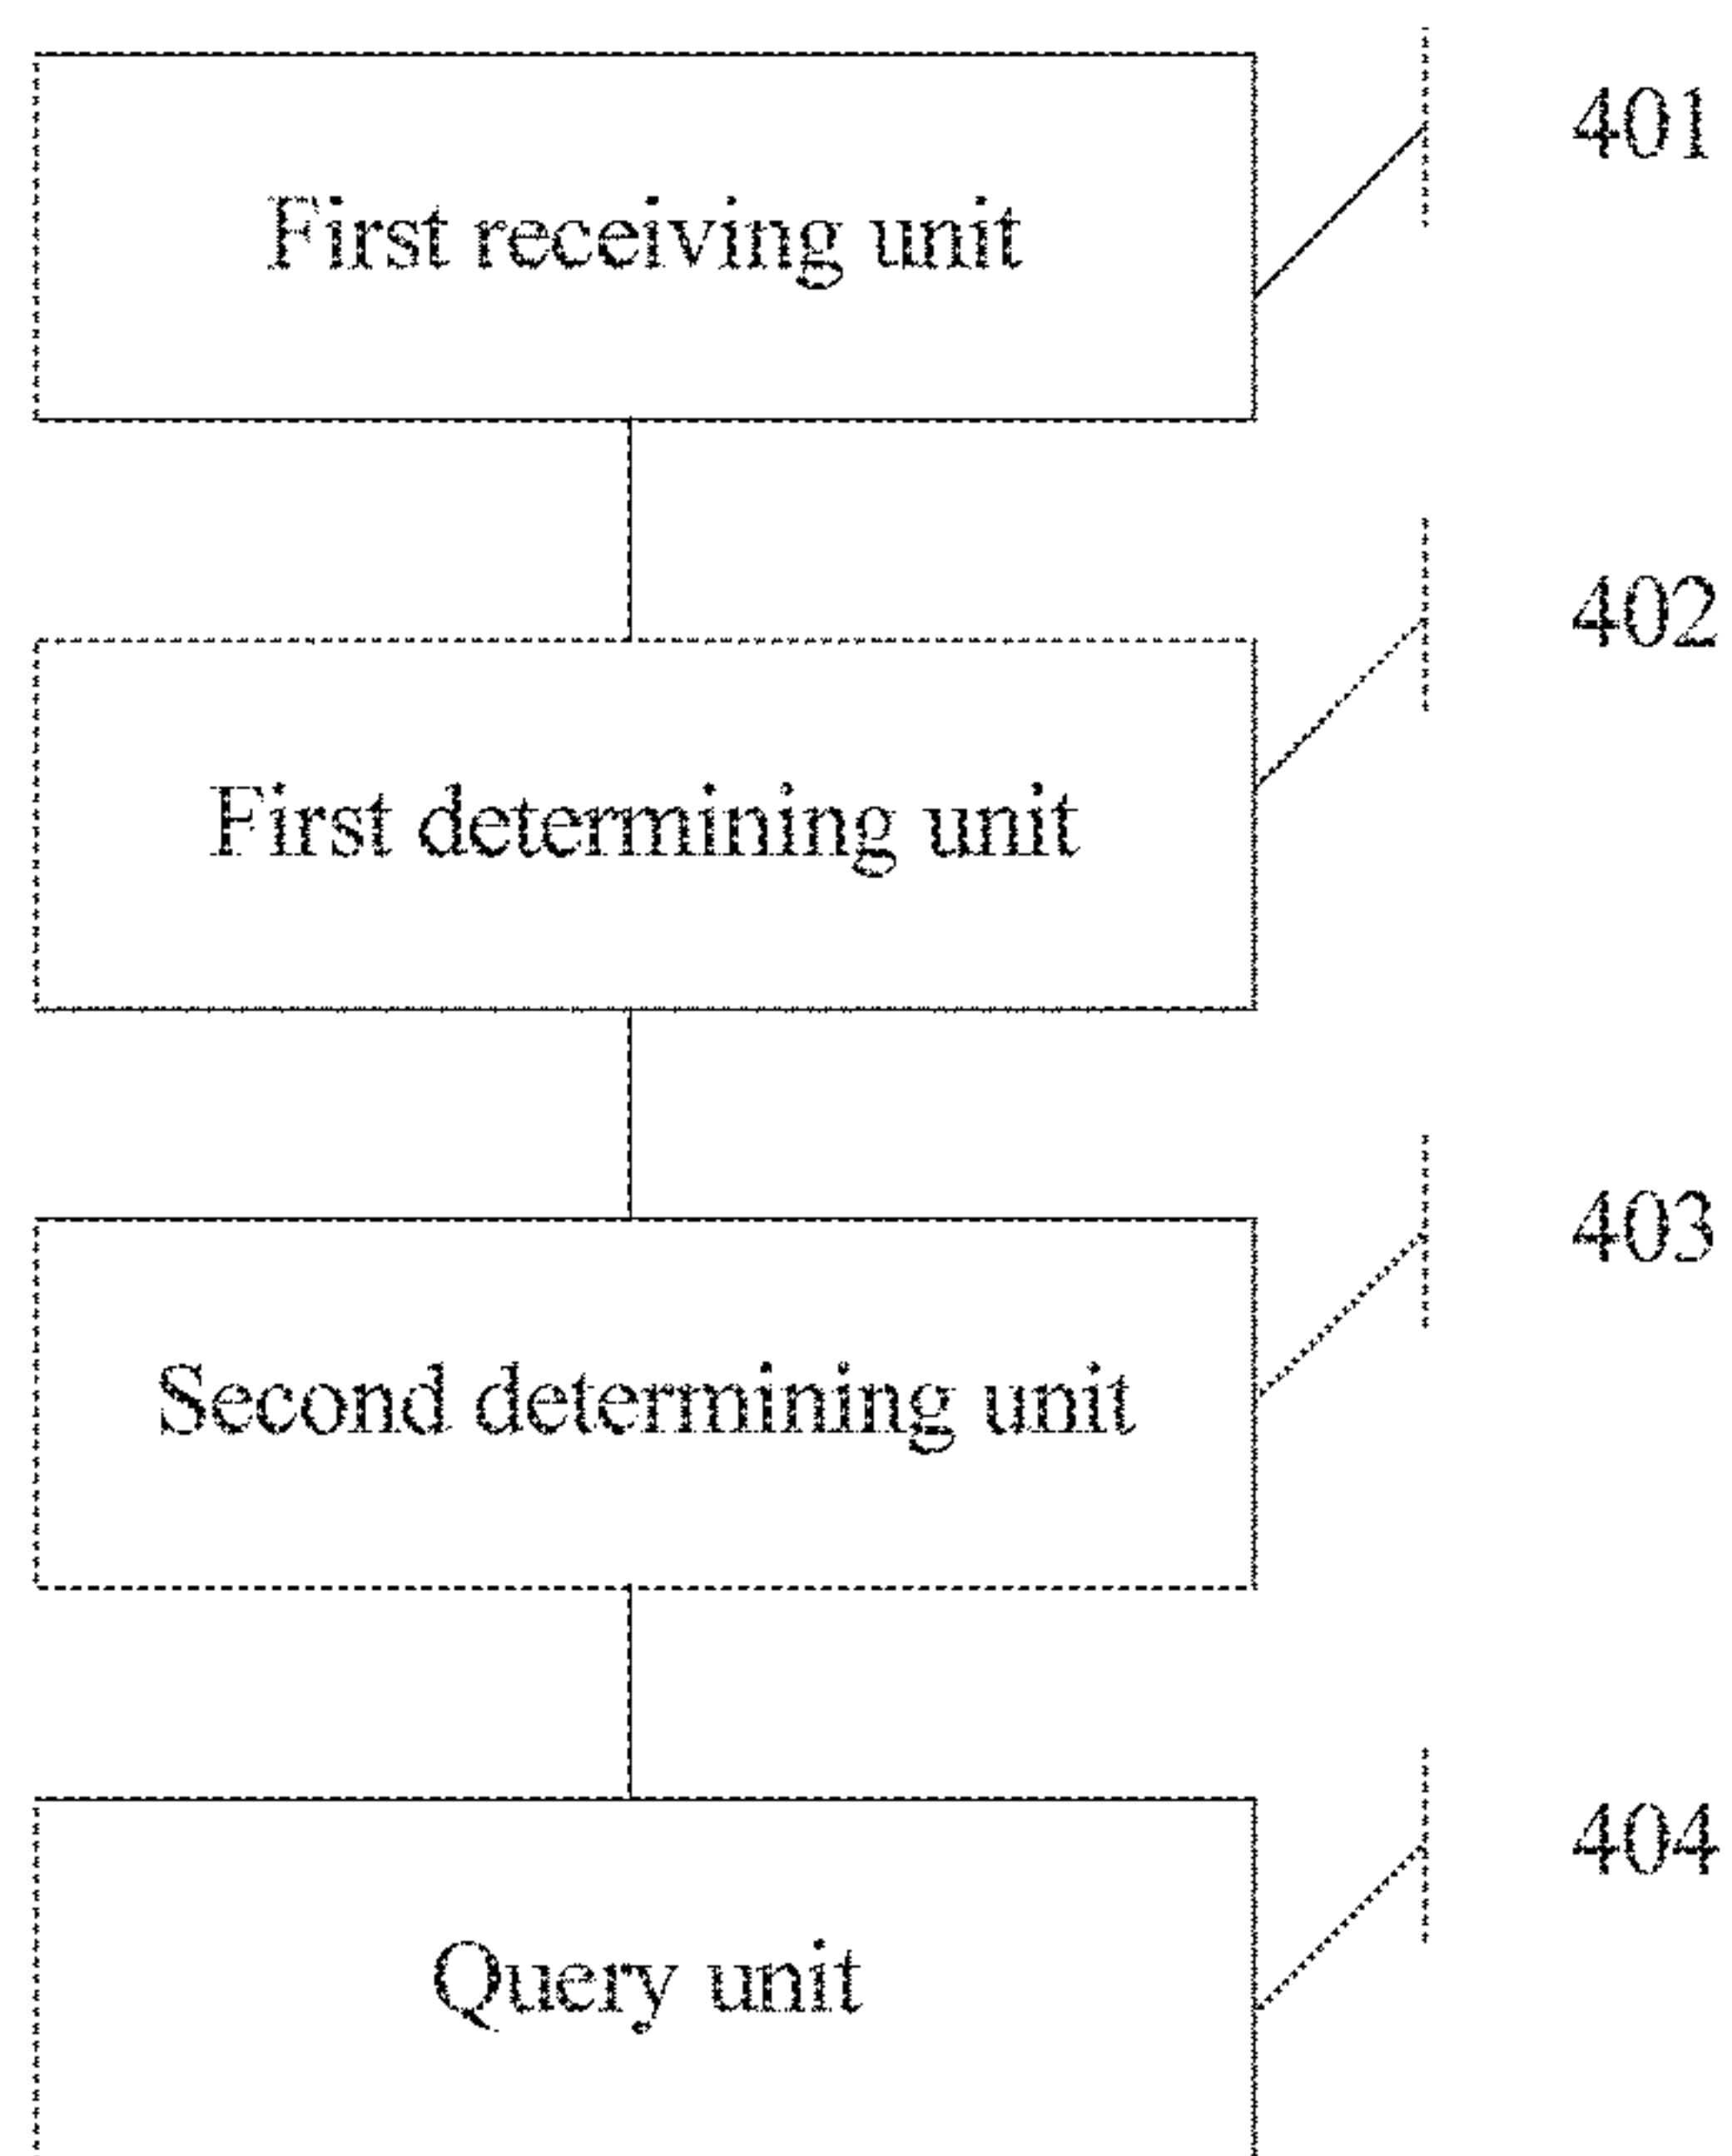 401
First receiving unit
402
First determining unit
403
Second determining unit
404
Query unit